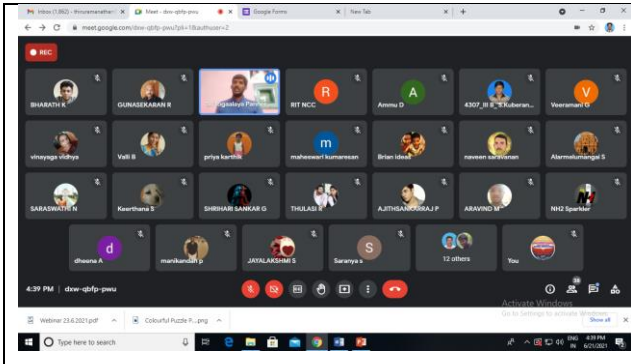 Inbox (1,862) - thirunamanathar
Meet - dxw-qbfp-pwu
Google Forms
New Tab
meet.google.com/dxw-qbfp-pwu?pli=1&authuser=2
REC
BHARATH K
GUNASEKARAN R
RIT NCC
Ammu D
4307_III B_ S.Kuberan...
Veeramani G
vinayaga vidhya
Valli B
priya karthik
maheswari kumaresan
Brian ideas
naveen saravanan
Alarmelumangai S
SARASWATHI N
Keerthana S
SHRIHARI SANKAR G
THULASI R
AJITHSANKARRAJ P
ARAVIND M
NH2 Sparkler
dheena A
manikandan p
JAYALAKSHMI S
Saranya s
12 others
You
4:39 PM | dxw-qbfp-pwu
Activate Windows
Go to Settings to activate Windows.
Webinar 23.6.2021.pdf
Colourful Puzzle P....png
Show all
Type here to search
ENG
4:39 PM
IN
6/21/2021